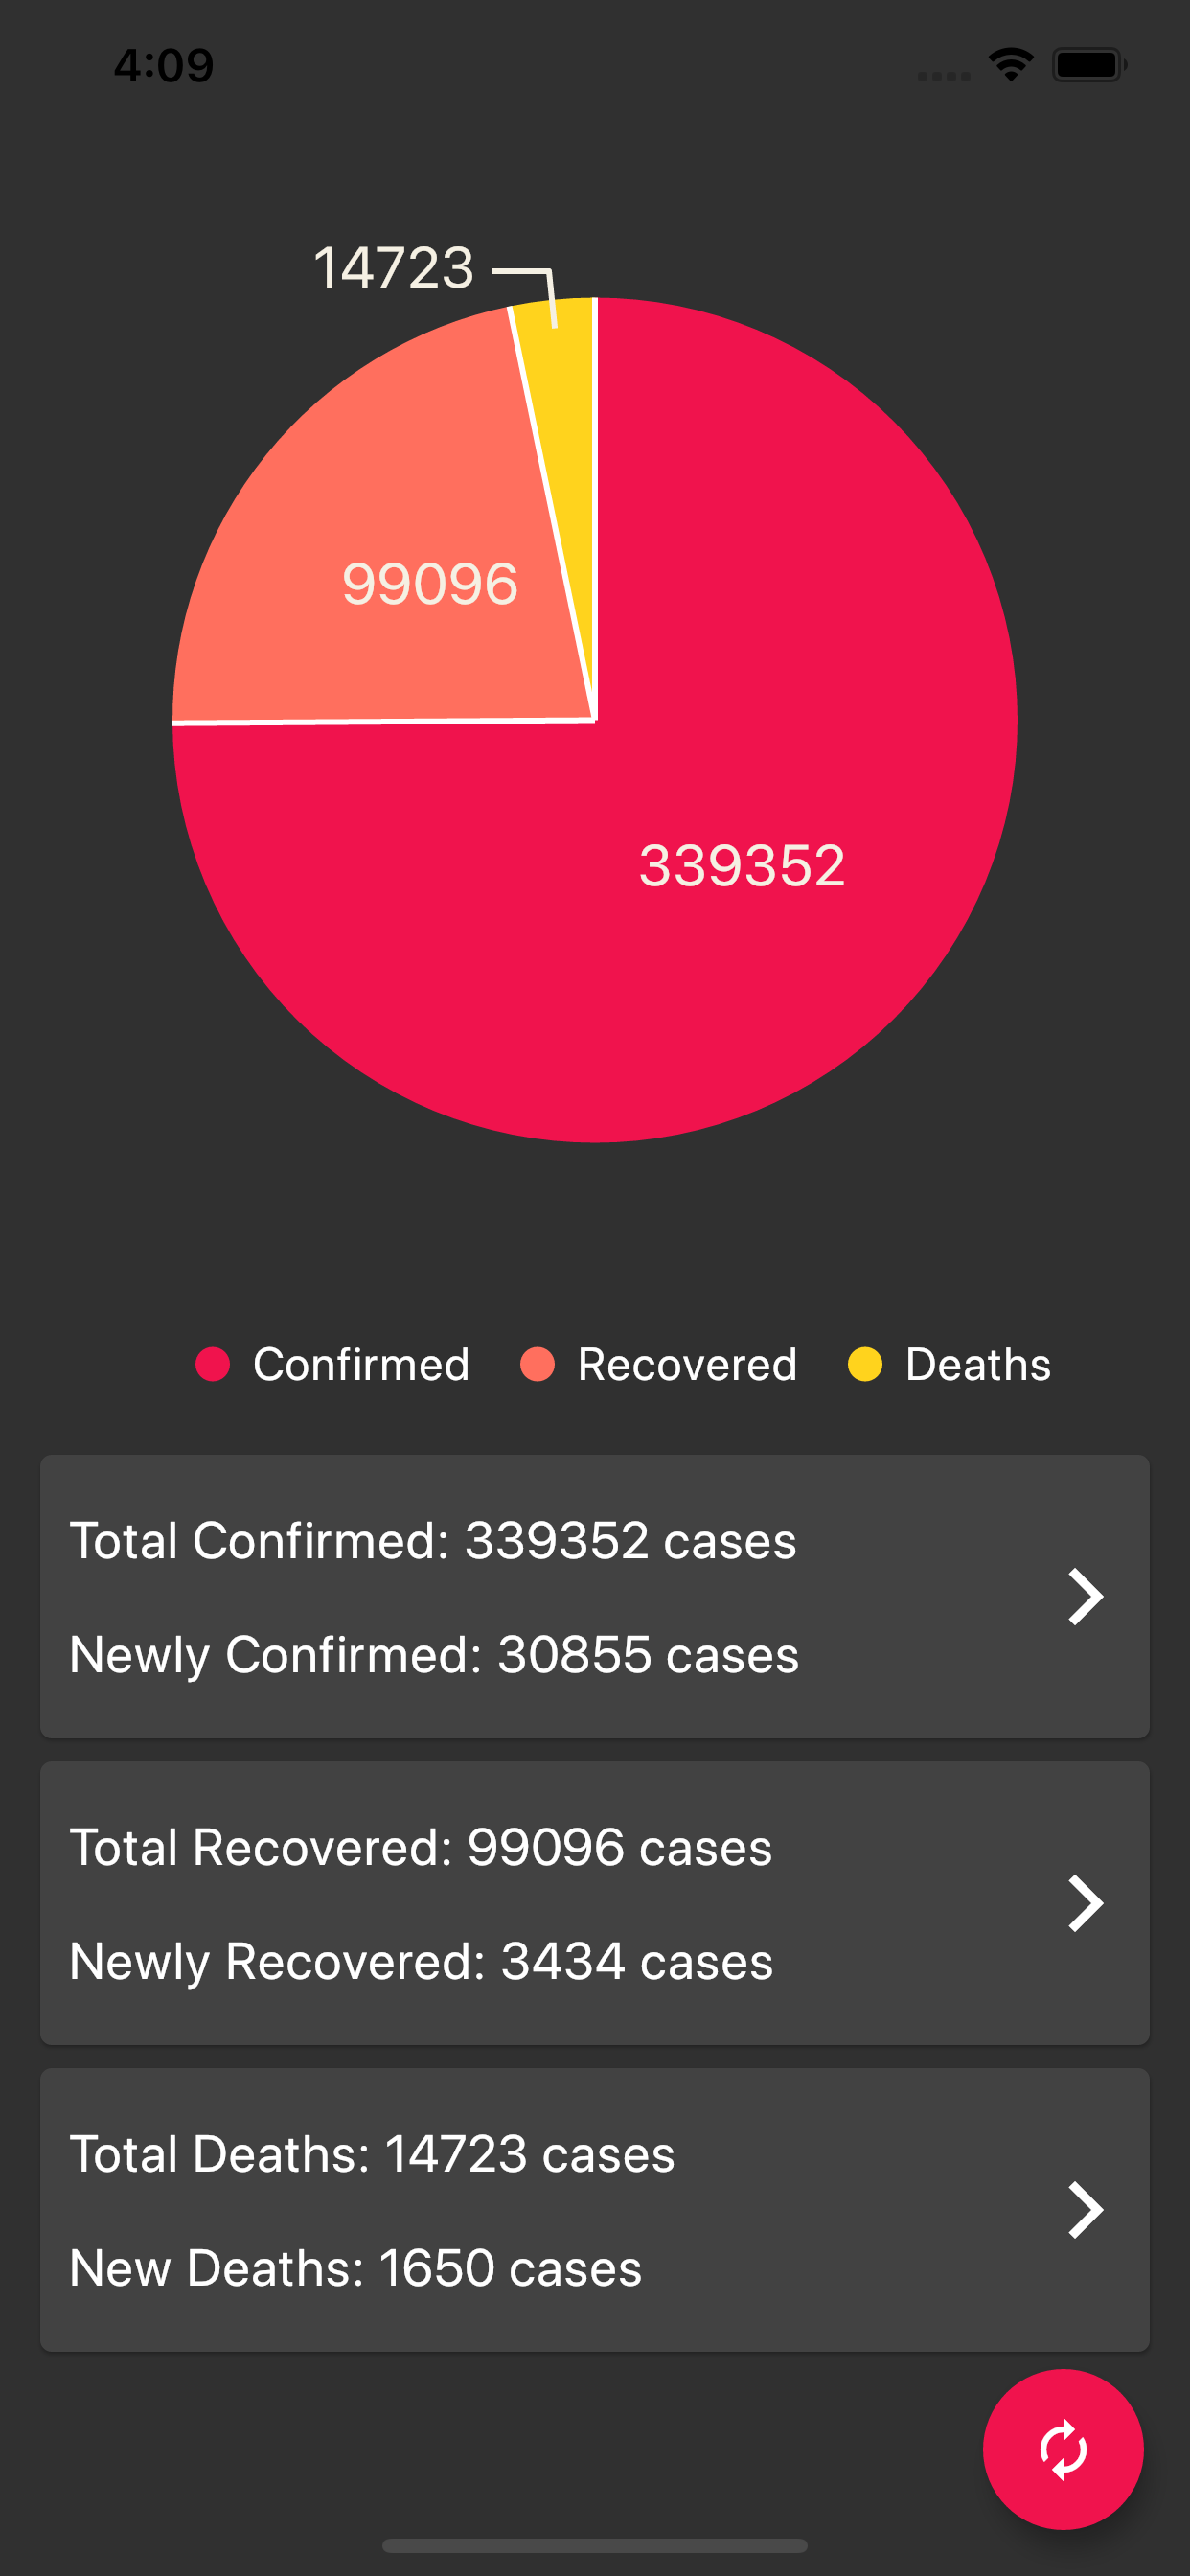 4:09
14723
99096
339352
Confirmed Recovered Deaths
Total Confirmed: 339352 cases
Newly Confirmed: 30855 cases
Total Recovered: 99096 cases
Newly Recovered: 3434 cases
Total Deaths: 14723 cases
New Deaths: 1650 cases